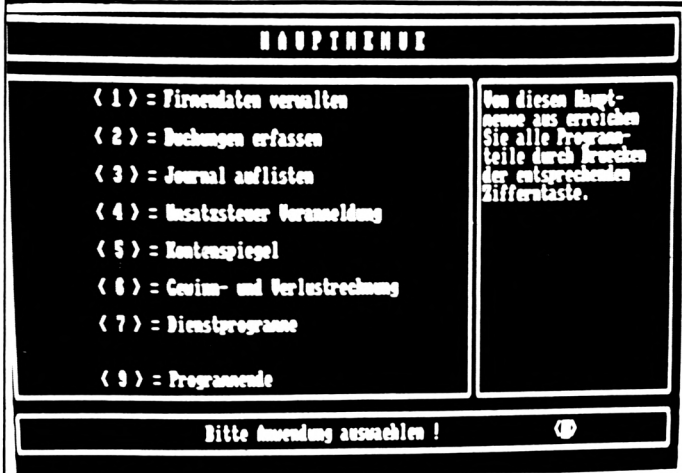 HAUPTMENUE
< 1 > = Firmendaten verwalten
< 2 > = Buchungen erfassen
< 3 > = Journal auflisten
< 4 > = Umsatzsteuer Voranmeldung
< 5 > = Kontenspiegel
< 6 > = Gewinn- und Verlustrechnung
< 7 > = Dienstprogramme
< 9 > = Programmende
Von diesem Haupt-
menue aus erreichen
Sie alle Programm-
teile durch Druecken
der entsprechenden
Zifferntaste.
Bitte Anwendung auswaehlen !